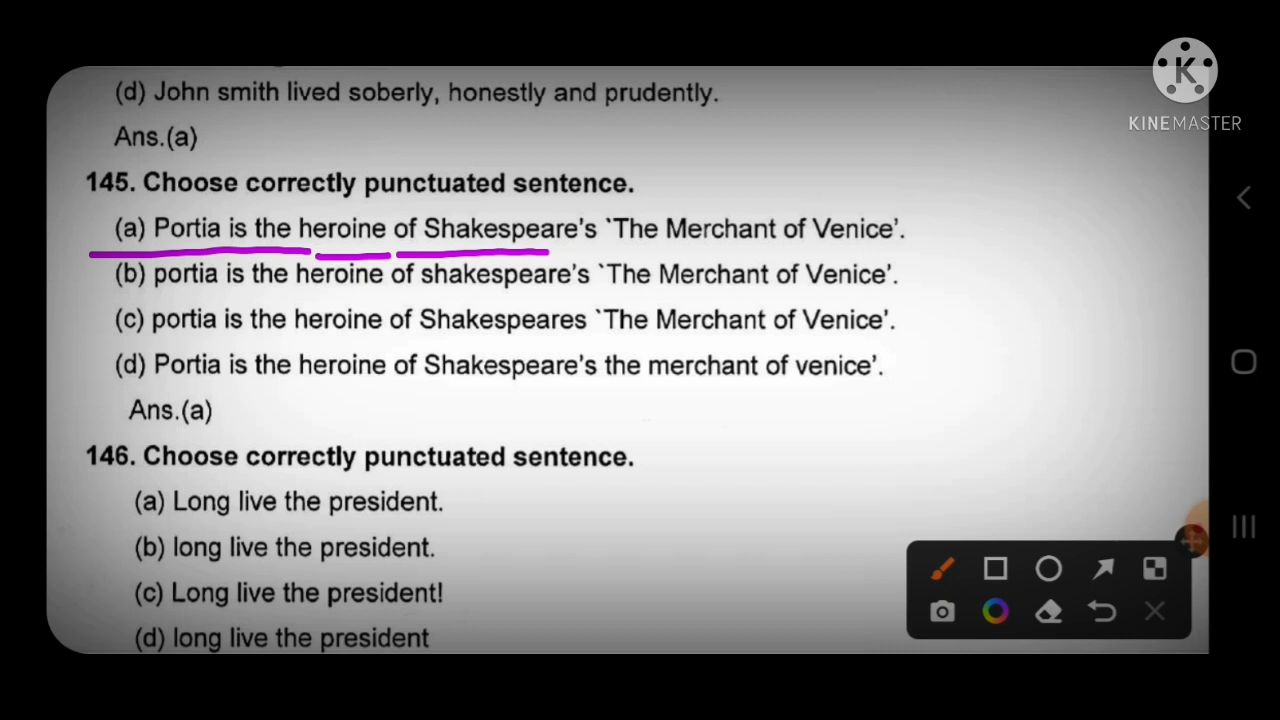 (d) John smith lived soberly, honestly and prudently.
Ans.(a)
145. Choose correctly punctuated sentence.
(a) Portia is the heroine of Shakespeare's `The Merchant of Venice'.
(b) portia is the heroine of shakespeare's `The Merchant of Venice'.
(c) portia is the heroine of Shakespeares `The Merchant of Venice'.
(d) Portia is the heroine of Shakespeare's the merchant of venice'.
Ans.(a)
146. Choose correctly punctuated sentence.
(a) Long live the president.
(b) long live the president.
(c) Long live the president!
(d) long live the president
K
KINEMASTER